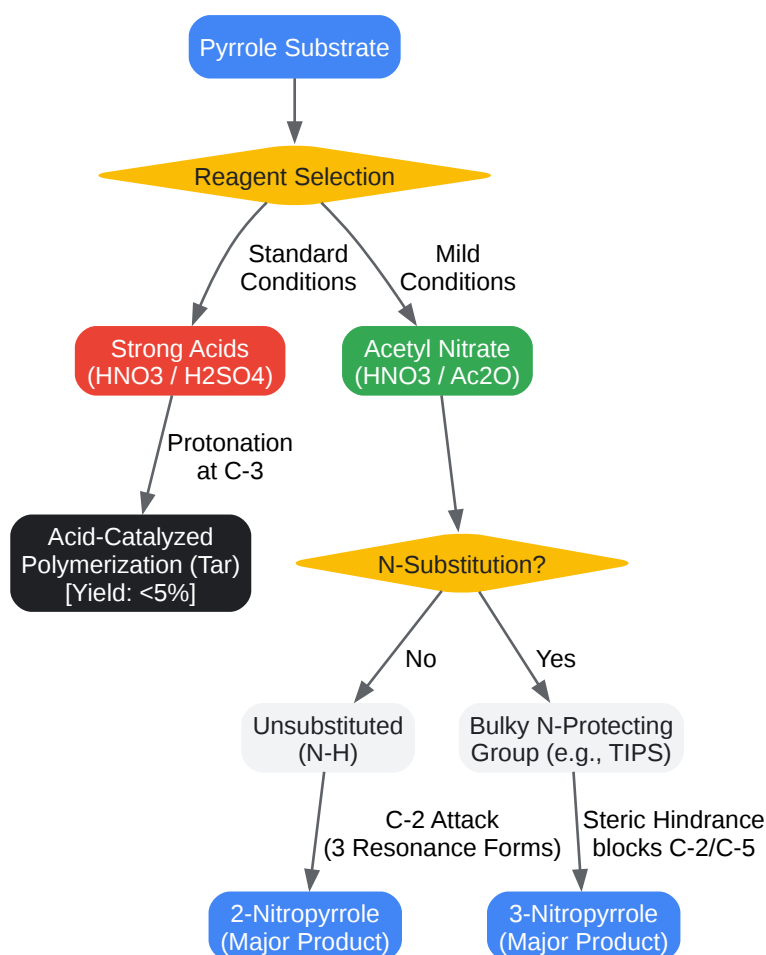 Pyrrole Substrate
Reagent Selection
Standard
Conditions
Mild
Conditions
Strong Acids
(HNO3 / H2SO4)
Acetyl Nitrate
(HNO3 / Ac2O)
Protonation
at C-3
Acid-Catalyzed
Polymerization (Tar)
[Yield: <5%]
N-Substitution?
No
Yes
Unsubstituted
(N-H)
Bulky N-Protecting
Group (e.g., TIPS)
C-2 Attack
(3 Resonance Forms)
Steric Hindrance
blocks C-2/C-5
2-Nitropyrrole
(Major Product)
3-Nitropyrrole
(Major Product)